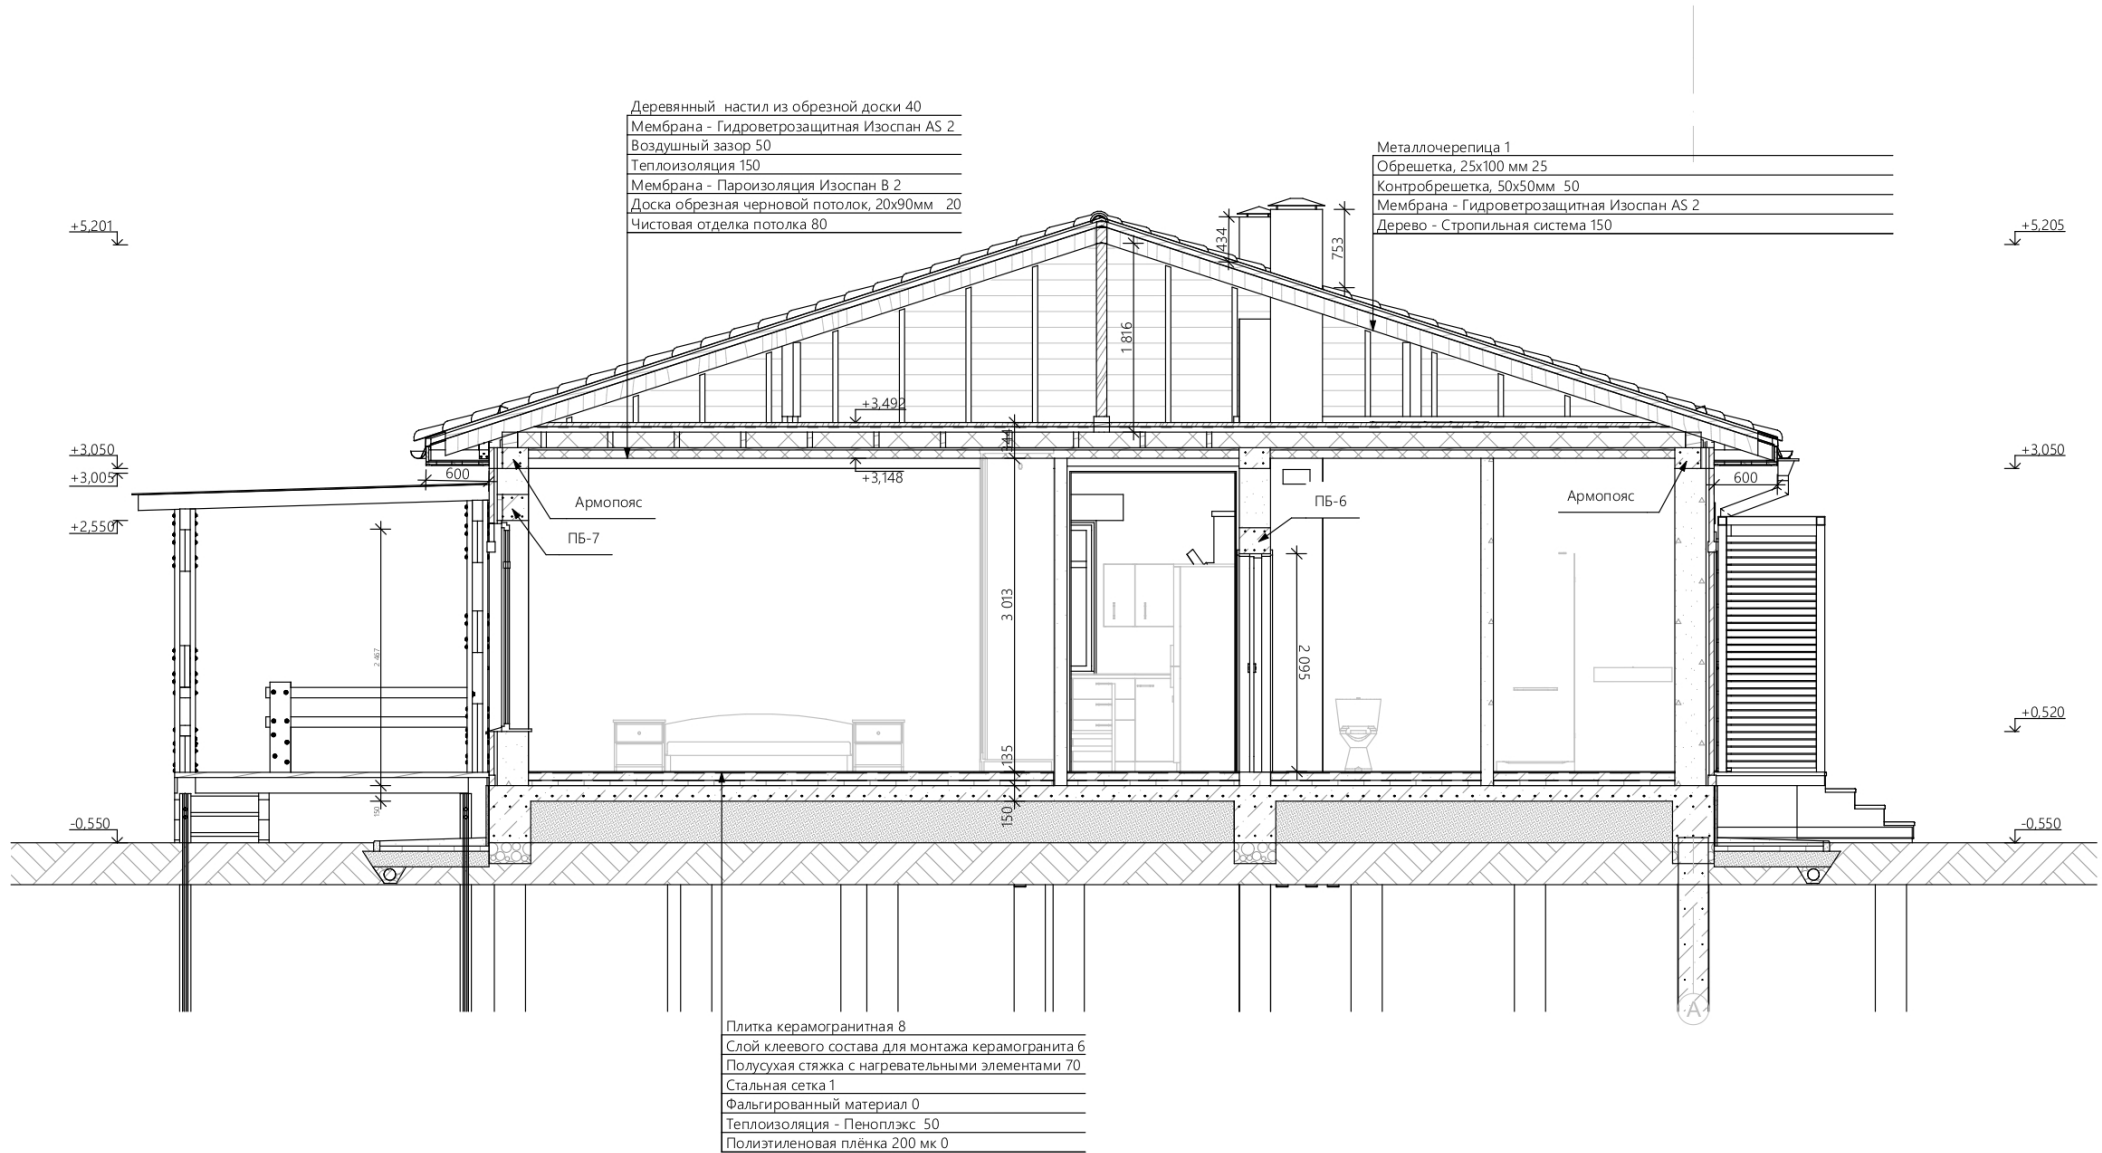 Деревянный настил из обрезной доски 40
Мембрана - Гидроветрозащитная Изоспан AS 2
Воздушный зазор 50
Теплоизоляция 150
Мембрана - Пароизоляция Изоспан В 2
Доска обрезная черновой потолок, 20х90мм 20
Чистовая отделка потолка 80
Металлочерепица 1
Обрешетка, 25х100 мм 25
Контробрешетка, 50х50мм 50
Мембрана - Гидроветрозащитная Изоспан AS 2
Дерево - Стропильная система 150
+5,201
+5,205
434
753
1 816
+3,492
344
+3,148
+3,050
+3,005
+2,550
600
600
+3,050
Армопояс
ПБ-7
ПБ-6
Армопояс
3 013
2 095
2 467
135
150
150
+0,520
-0,550
-0,550
А
Плитка керамогранитная 8
Слой клеевого состава для монтажа керамогранита 6
Полусухая стяжка с нагревательными элементами 70
Стальная сетка 1
Фальгированный материал 0
Теплоизоляция - Пеноплэкс 50
Полиэтиленовая плёнка 200 мк 0